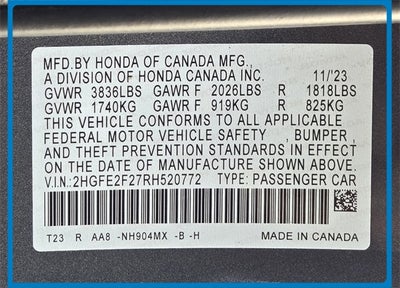 MFD.BY HONDA OF CANADA MFG.,
A DIVISION OF HONDA CANADA INC. 11/'23
GVWR 3836LBS GAWR F 2026LBS R 1818LBS
GVWR 1740KG GAWR F 919KG R 825KG
THIS VEHICLE CONFORMS TO ALL APPLICABLE
FEDERAL MOTOR VEHICLE SAFETY , BUMPER ,
AND THEFT PREVENTION STANDARDS IN EFFECT
ON THE DATE OF MANUFACTURE SHOWN ABOVE.
V.I.N: 2HGFE2F27RH520772 TYPE: PASSENGER CAR
T23 R AA8 -NH904MX -B -H MADE IN CANADA